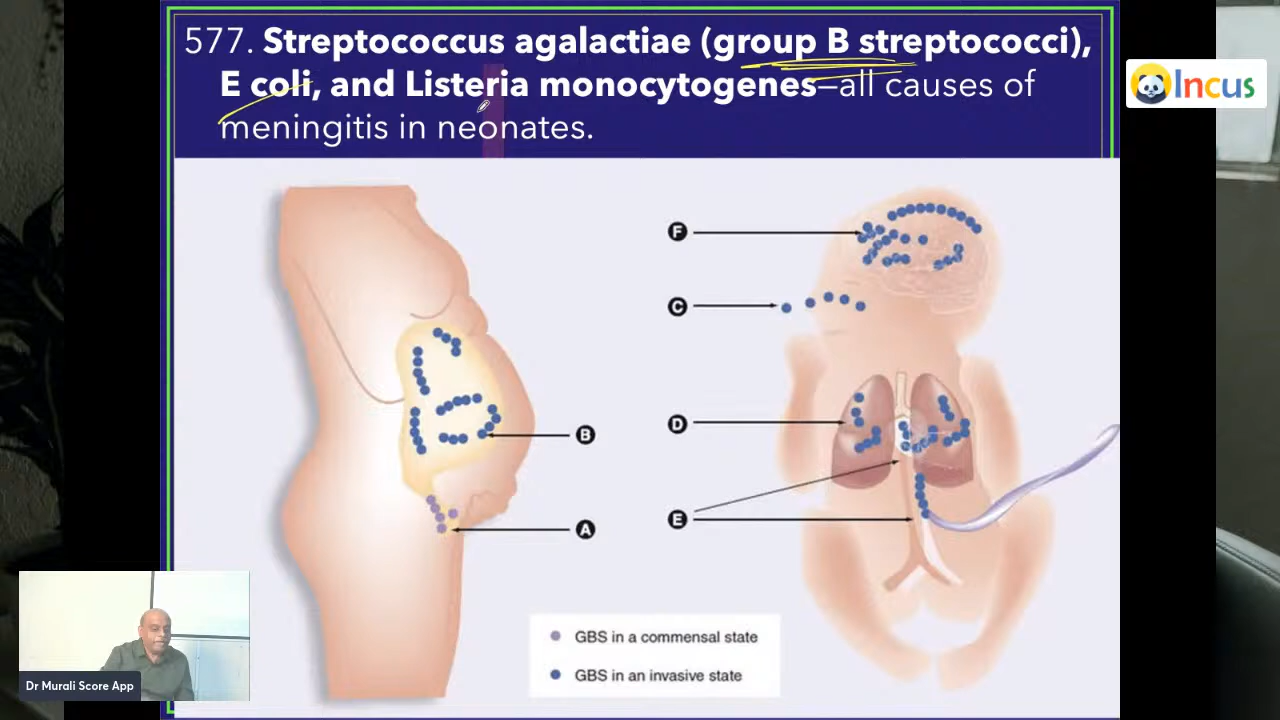 577. Streptococcus agalactiae (group B streptococci),
E coli, and Listeria monocytogenes—all causes of
meningitis in neonates.
Incus
F
C
B
D
E
A
GBS in a commensal state
GBS in an invasive state
Dr Murali Score App